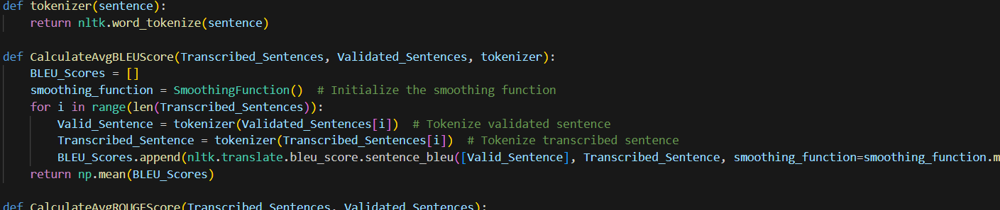 def tokenizer(sentence):
    return nltk.word_tokenize(sentence)

def CalculateAvgBLEUScore(Transcribed_Sentences, Validated_Sentences, tokenizer):
    BLEU_Scores = []
    smoothing_function = SmoothingFunction()  # Initialize the smoothing function
    for i in range(len(Transcribed_Sentences)):
        Valid_Sentence = tokenizer(Validated_Sentences[i])  # Tokenize validated sentence
        Transcribed_Sentence = tokenizer(Transcribed_Sentences[i])  # Tokenize transcribed sentence
        BLEU_Scores.append(nltk.translate.bleu_score.sentence_bleu([Valid_Sentence], Transcribed_Sentence, smoothing_function=smoothing_function.m
    return np.mean(BLEU_Scores)

def CalculateAvgROUGEScore(Transcribed_Sentences, Validated_Sentences):